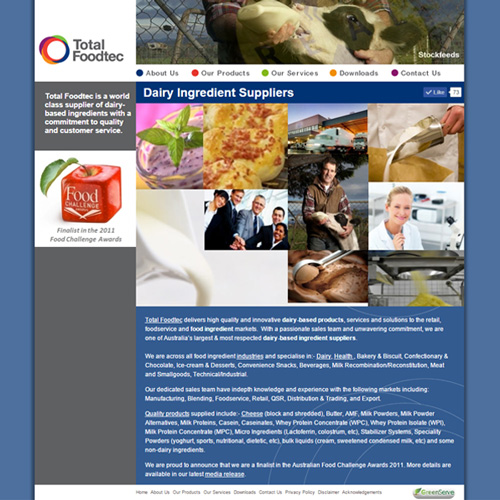 Total
Foodtec
Stockfeeds
About Us Our Products Our Services Downloads Contact Us
Total Foodtec is a world
class supplier of dairy-
based ingredients with a
commitment to quality
and customer service.
Dairy Ingredient Suppliers
Like 73
Food
CHALLENGE
Finalist in the 2011
Food Challenge Awards
Total Foodtec delivers high quality and innovative dairy-based products, services and solutions to the retail,
foodservice and food ingredient markets. With a passionate sales team and unwavering commitment, we are
one of Australia's largest & most respected dairy-based ingredient suppliers.
We are across all food ingredient industries and specialise in:- Dairy, Health , Bakery & Biscuit, Confectionary &
Chocolate, Ice-cream & Desserts, Convenience Snacks, Beverages, Milk Recombination/Reconstitution, Meat
and Smallgoods, Technical/Industrial.
Our dedicated sales team have indepth knowledge and experience with the following markets including:
Manufacturing, Blending, Foodservice, Retail, QSR, Distribution & Trading, and Export.
Quality products supplied include:- Cheese (block and shredded), Butter, AMF, Milk Powders, Milk Powder
Alternatives, Milk Proteins, Casein, Caseinates, Whey Protein Concentrate (WPC), Whey Protein Isolate (WPI),
Milk Protein Concentrate (MPC), Micro Ingredients (Lactoferrin, colostrum, etc), Stabilizer Systems, Speciality
Powders (yoghurt, sports, nutritional, dietetic, etc), bulk liquids (cream, sweetened condensed milk, etc) and some
non-dairy ingredients.
We are proud to announce that we are a finalist in the Australian Food Challenge Awards 2011. More details are
available in our latest media release.
Home About Us Our Products Our Services Downloads Contact Us Privacy Policy Disclaimer Acknowledgements
GreenServe